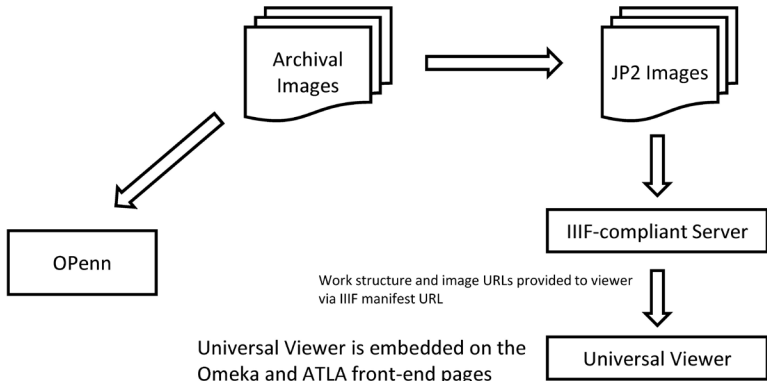 Archival
Images
JP2 Images
IIIF-compliant Server
OPenn
Work structure and image URLs provided to viewer
via IIIF manifest URL
Universal Viewer is embedded on the
Omeka and ATLA front-end pages
Universal Viewer